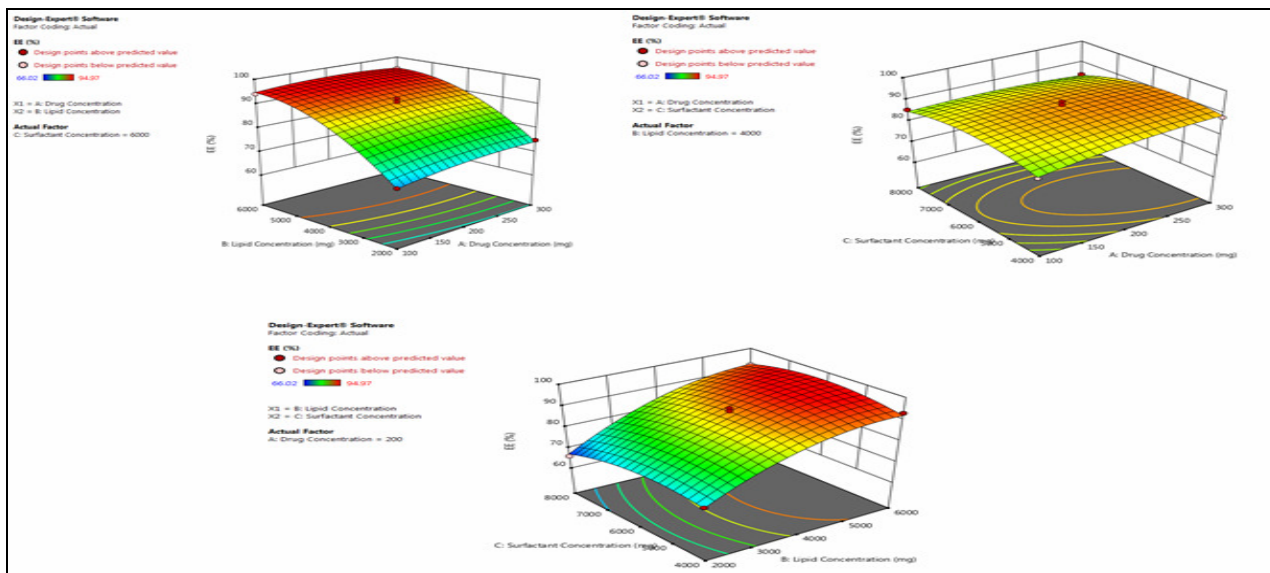 Design-Expert® Software
Factor Coding: Actual
EE (%)
Design points above predicted value
Design points below predicted value
66.02 94.97
X1 = A: Drug Concentration
X2 = B: Lipid Concentration
Actual Factor
C: Surfactant Concentration = 6000
100
90
80
70
60
EE (%)
6000
5000
4000
3000
2000
B: Lipid Concentration (mg)
100
150
200
250
300
A: Drug Concentration (mg)
Design-Expert® Software
Factor Coding: Actual
EE (%)
Design points above predicted value
Design points below predicted value
66.02 94.97
X1 = A: Drug Concentration
X2 = C: Surfactant Concentration
Actual Factor
B: Lipid Concentration = 4000
100
90
80
70
60
EE (%)
8000
7000
6000
5000
4000
C: Surfactant Concentration (mg)
100
150
200
250
300
A: Drug Concentration (mg)
Design-Expert® Software
Factor Coding: Actual
EE (%)
Design points above predicted value
Design points below predicted value
66.02 94.97
X1 = B: Lipid Concentration
X2 = C: Surfactant Concentration
Actual Factor
A: Drug Concentration = 200
100
90
80
70
60
EE (%)
8000
7000
6000
5000
4000
C: Surfactant Concentration (mg)
2000
3000
4000
5000
6000
B: Lipid Concentration (mg)